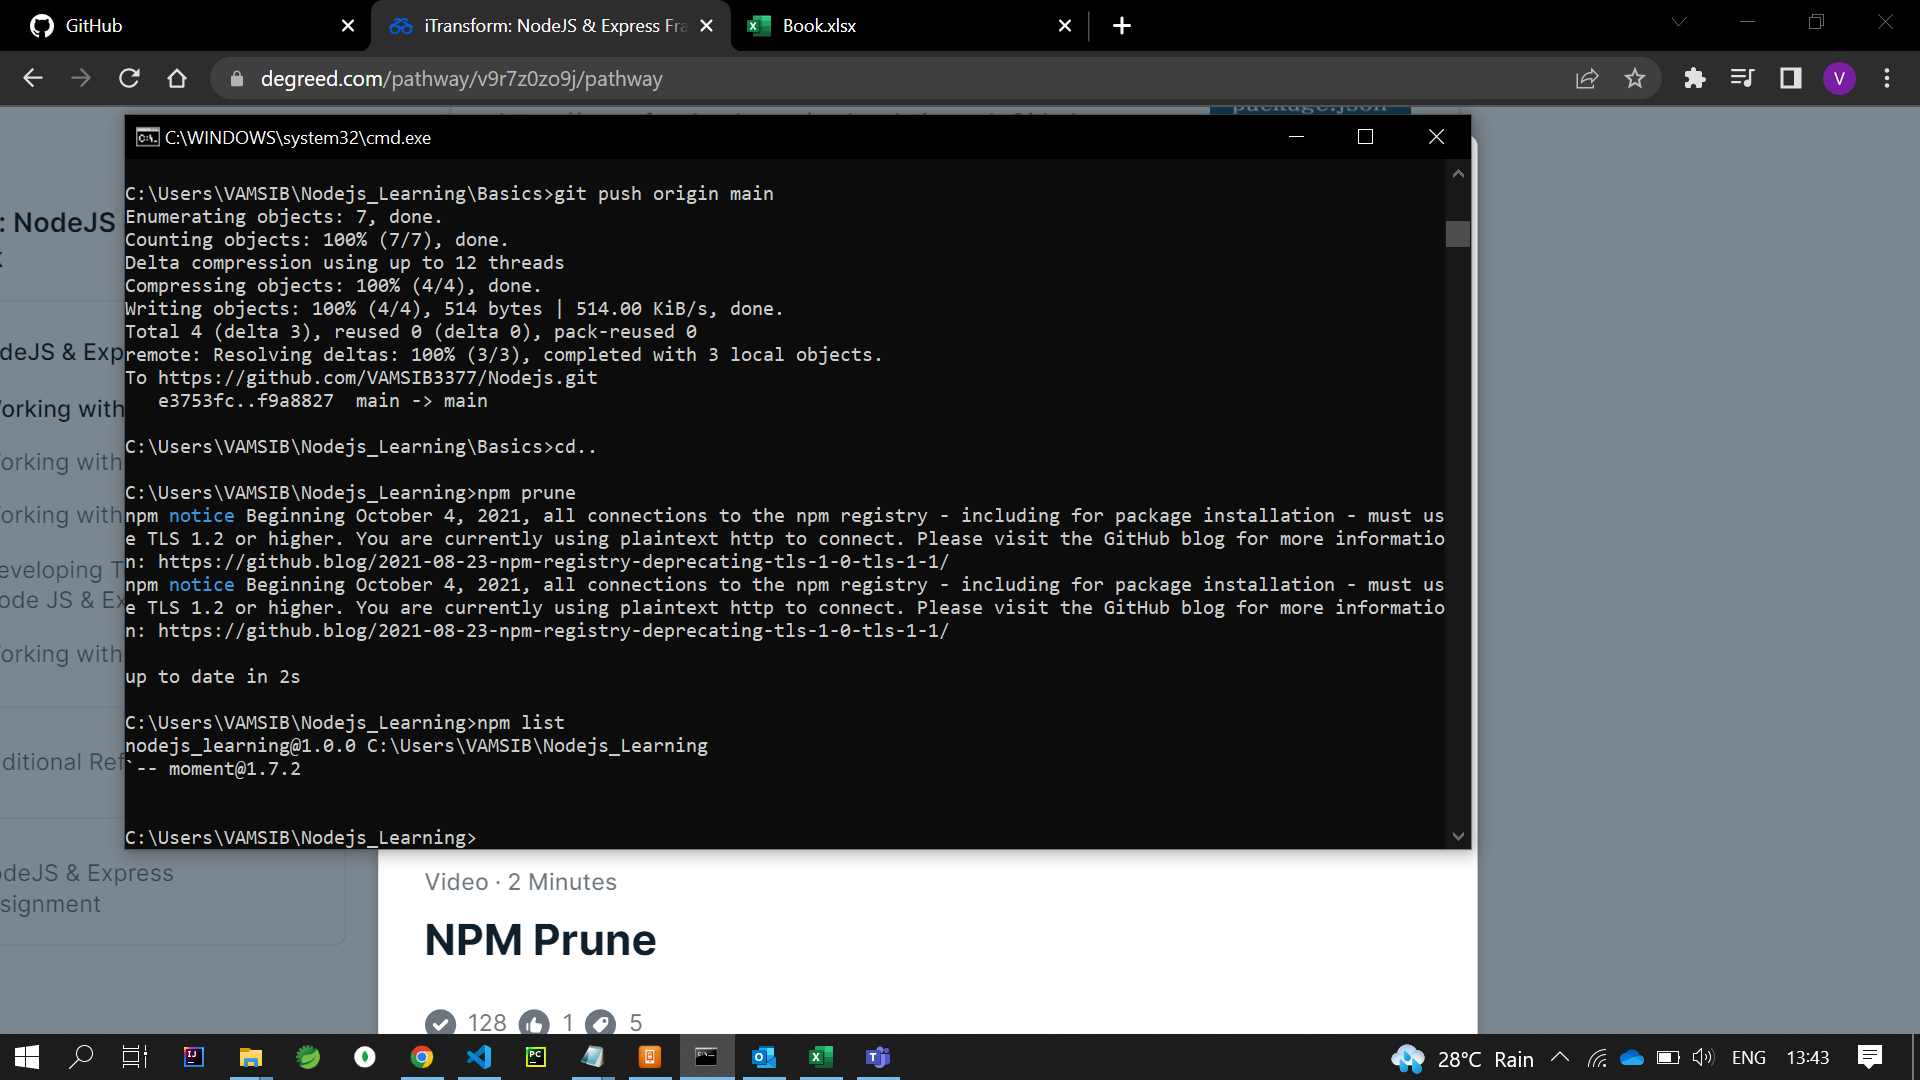 GitHub
iTransform: NodeJS & Express Fra
Book.xlsx
degreed.com/pathway/v9r7z0zo9j/pathway
V
package.json
C:\WINDOWS\system32\cmd.exe
C:\Users\VAMSIB\Nodejs_Learning\Basics>git push origin main
Enumerating objects: 7, done.
Counting objects: 100% (7/7), done.
Delta compression using up to 12 threads
Compressing objects: 100% (4/4), done.
Writing objects: 100% (4/4), 514 bytes | 514.00 KiB/s, done.
Total 4 (delta 3), reused 0 (delta 0), pack-reused 0
remote: Resolving deltas: 100% (3/3), completed with 3 local objects.
To https://github.com/VAMSIB3377/Nodejs.git
   e3753fc..f9a8827  main -> main
C:\Users\VAMSIB\Nodejs_Learning\Basics>cd..
C:\Users\VAMSIB\Nodejs_Learning>npm prune
npm notice Beginning October 4, 2021, all connections to the npm registry - including for package installation - must us
e TLS 1.2 or higher. You are currently using plaintext http to connect. Please visit the GitHub blog for more informatio
n: https://github.blog/2021-08-23-npm-registry-deprecating-tls-1-0-tls-1-1/
npm notice Beginning October 4, 2021, all connections to the npm registry - including for package installation - must us
e TLS 1.2 or higher. You are currently using plaintext http to connect. Please visit the GitHub blog for more informatio
n: https://github.blog/2021-08-23-npm-registry-deprecating-tls-1-0-tls-1-1/
up to date in 2s
C:\Users\VAMSIB\Nodejs_Learning>npm list
nodejs_learning@1.0.0 C:\Users\VAMSIB\Nodejs_Learning
`-- moment@1.7.2
C:\Users\VAMSIB\Nodejs_Learning>
: NodeJS
k
deJS & Exp
orking with
orking with
orking with
eveloping T
ode JS & Ex
orking with
ditional Ref
odeJS & Express
signment
Video · 2 Minutes
NPM Prune
128 1 5
28°C Rain
ENG
13:43